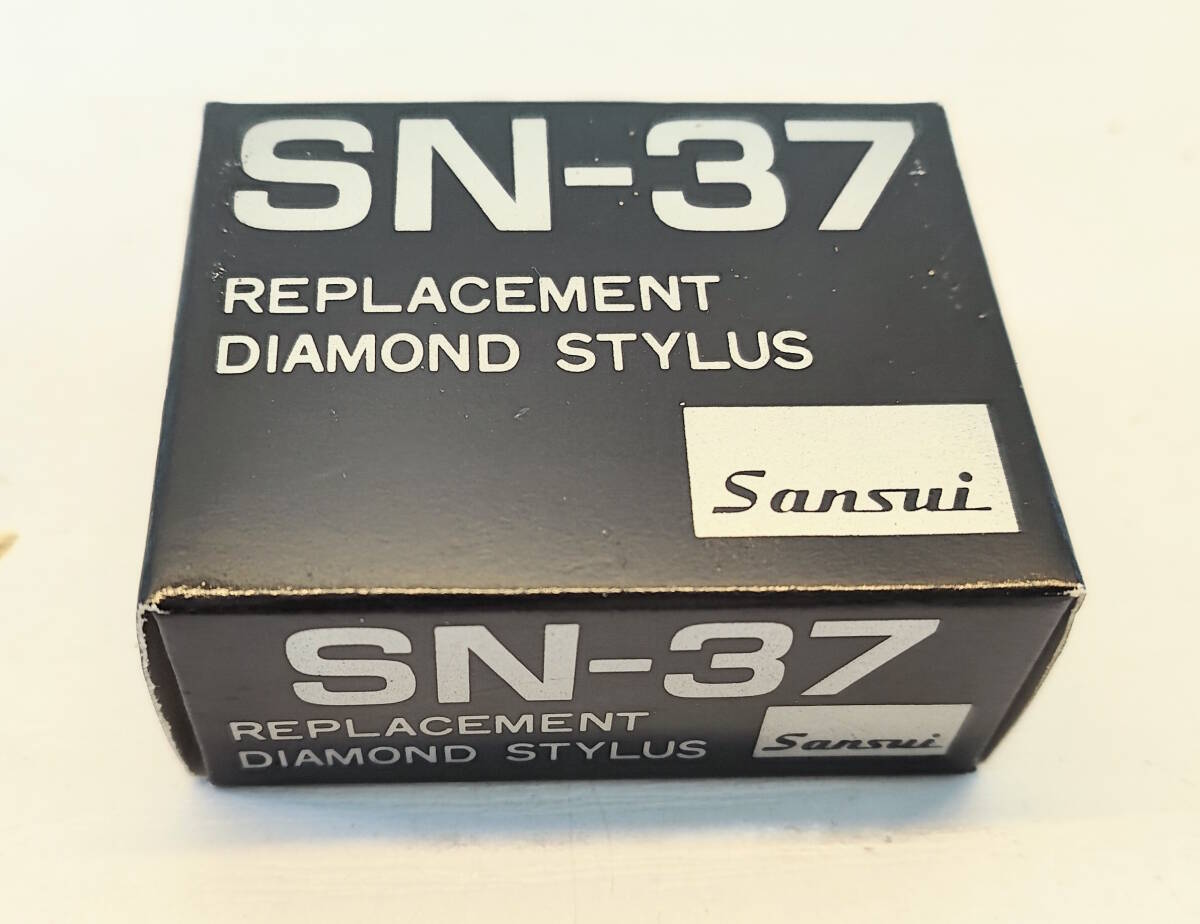 SN-37
REPLACEMENT
DIAMOND STYLUS
Sansui
SN-37
REPLACEMENT
DIAMOND STYLUS
Sansui